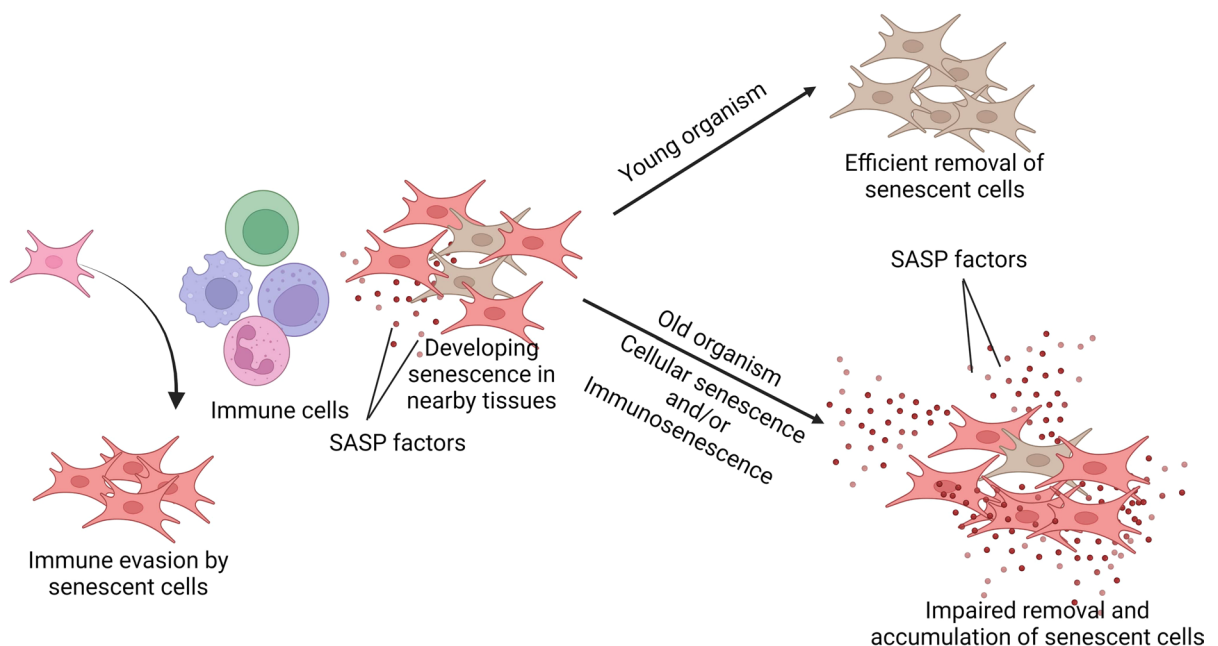 Young organism
Efficient removal of
senescent cells
SASP factors
Old organism
Cellular senescence
and/or
Immunosenescence
Developing
senescence in
nearby tissues
Immune cells
SASP factors
Immune evasion by
senescent cells
Impaired removal and
accumulation of senescent cells